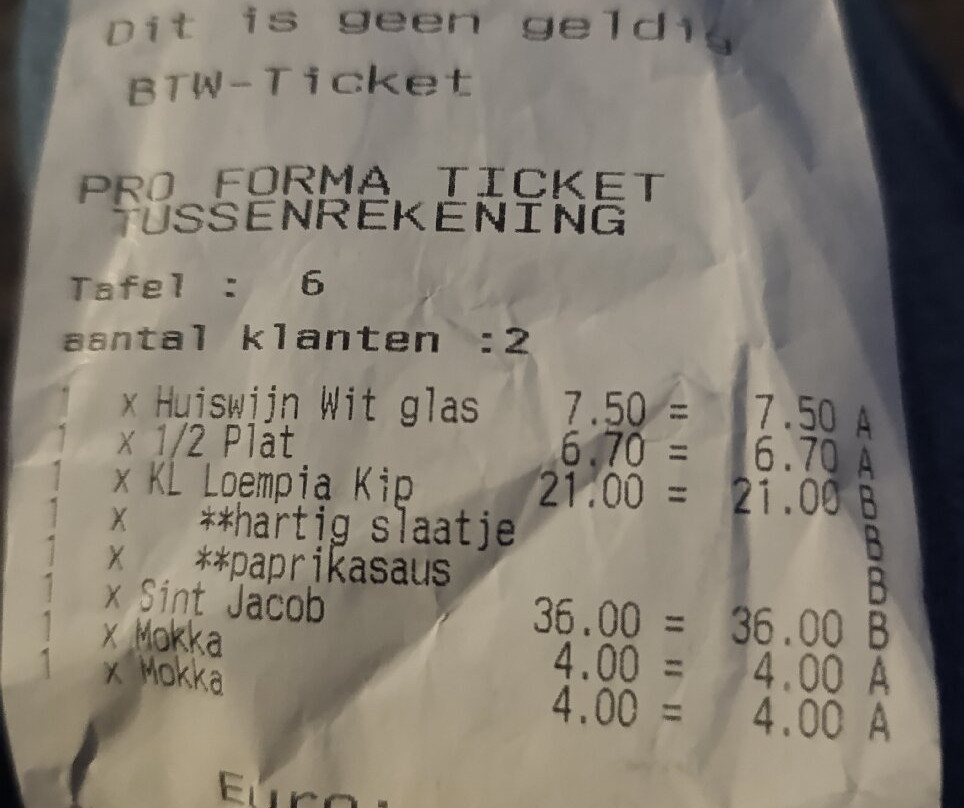 Dit is geen geldig
BTW-Ticket
PRO FORMA TICKET
TUSSENREKENING
Tafel : 6
aantal klanten :2
1 x Huiswijn Wit glas 7.50 = 7.50 A
1 x 1/2 Plat 6.70 = 6.70 A
1 x KL Loempia Kip 21.00 = 21.00 B
1 x **hartig slaatje B
1 x **paprikasaus B
1 x Sint Jacob 36.00 = 36.00 B
1 x Mokka 4.00 = 4.00 A
1 x Mokka 4.00 = 4.00 A
Euro: